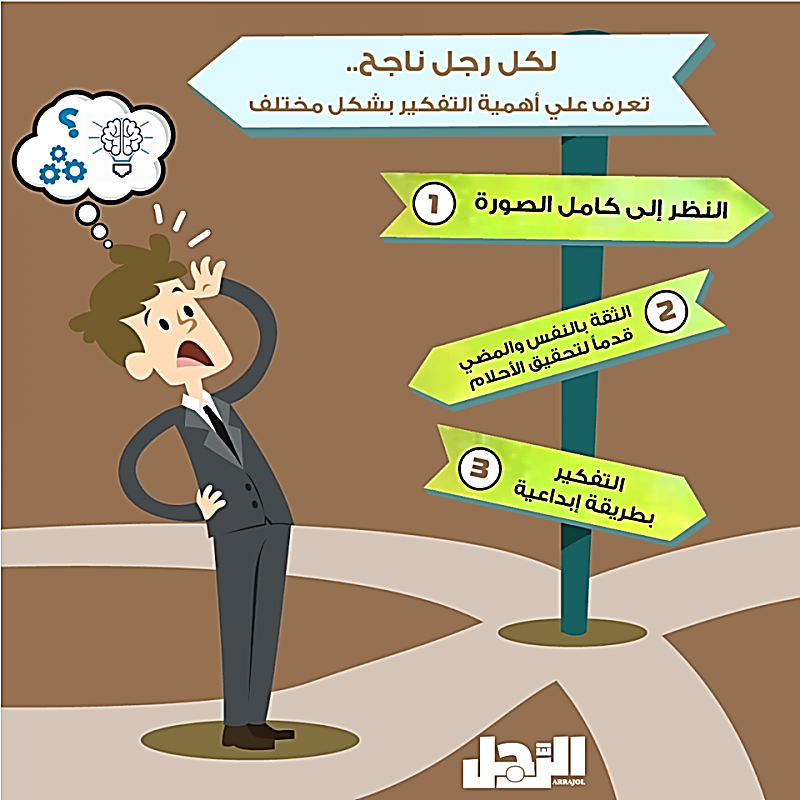 لكل رجل ناجح..
تعرف علي أهمية التفكير بشكل مختلف
؟
1 النظر إلى كامل الصورة
2 الثقة بالنفس والمضي
قدماً لتحقيق الأحلام
3 التفكير
بطريقة إبداعية
الرجل
ARRAJOL